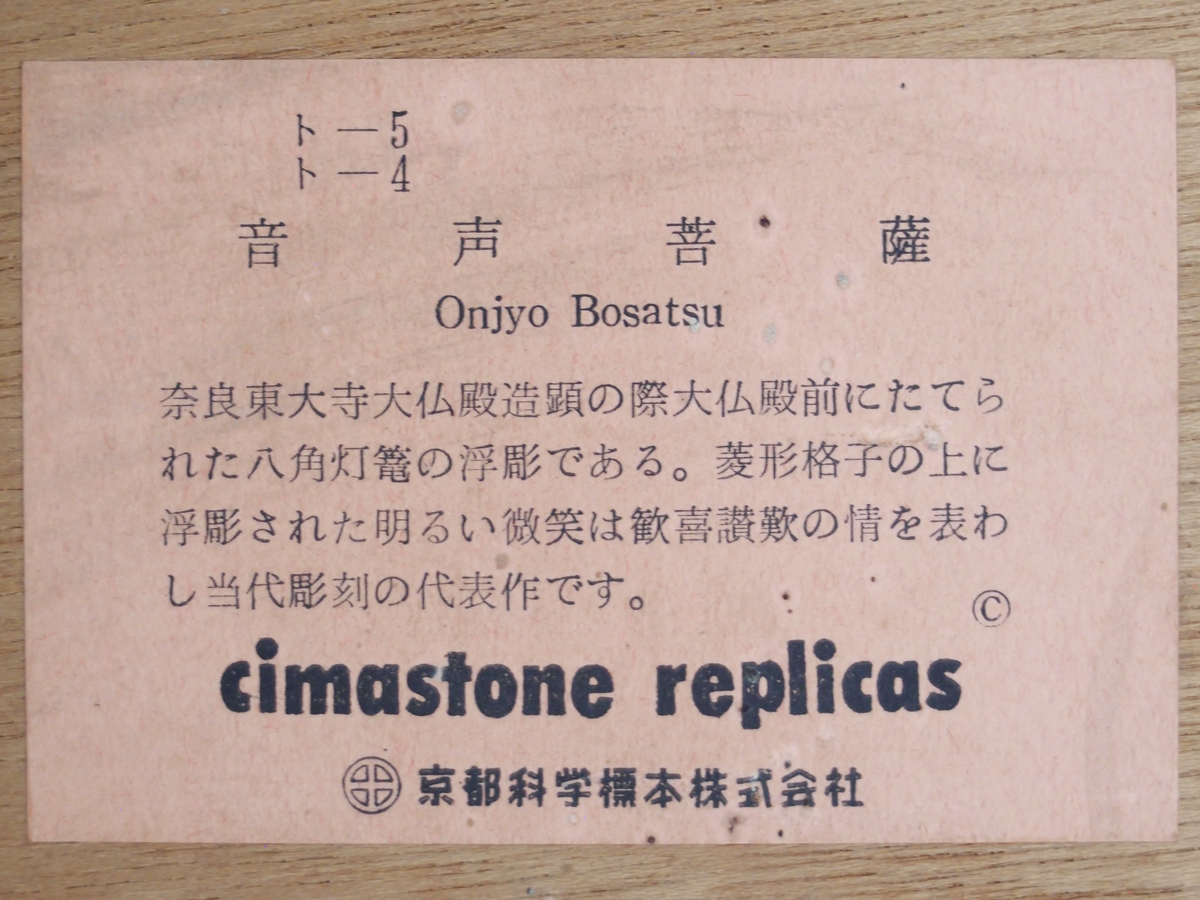 ト—5
ト—4
音声菩薩
Onjyo Bosatsu
奈良東大寺大仏殿造顕の際大仏殿前にたてら
れた八角灯篭の浮彫である。菱形格子の上に
浮彫された明るい微笑は歓喜讃歎の情を表わ
し当代彫刻の代表作です。
©
cimastone replicas
京都科学標本株式会社